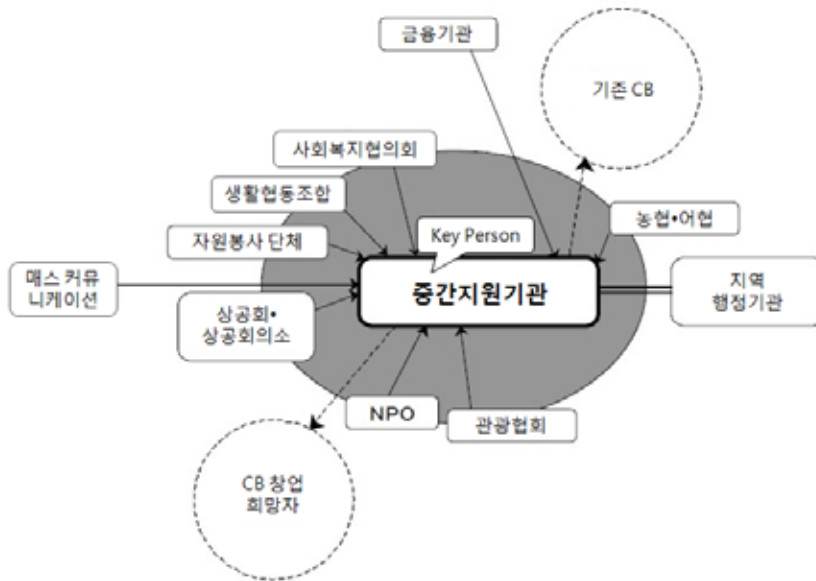 금융기관
기존 CB
사회복지협의회
생활협동조합
농협•어협
자원봉사 단체
Key Person
매스 커뮤
니케이션
중간지원기관
지역
행정기관
상공회•
상공회의소
NPO
관광협회
CB 창업
희망자